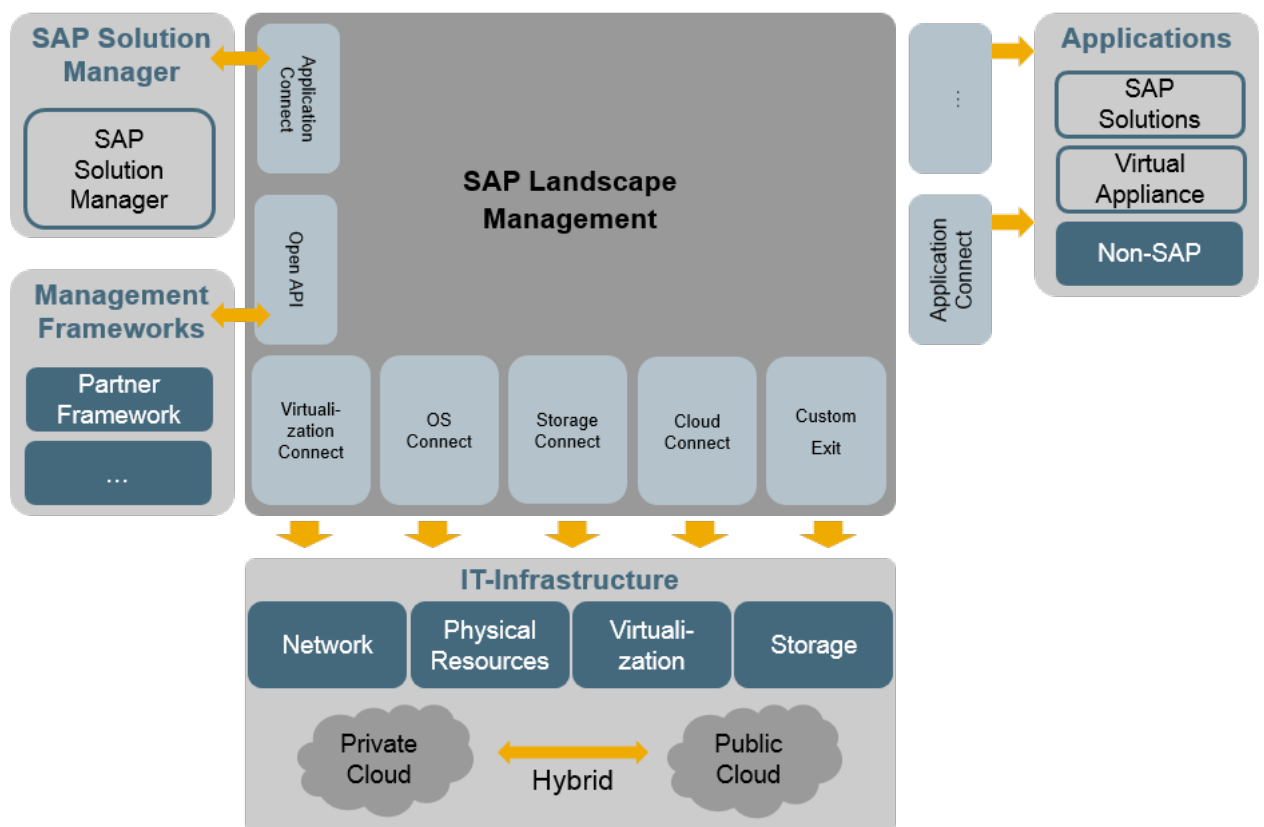 SAP Solution
Manager
SAP
Solution
Manager
Management
Frameworks
Partner
Framework
...
Application
Connect
Open API
SAP Landscape
Management
Virtuali-
zation
Connect
OS
Connect
Storage
Connect
Cloud
Connect
Custom
Exit
...
Application
Connect
Applications
SAP
Solutions
Virtual
Appliance
Non-SAP
IT-Infrastructure
Network
Physical
Resources
Virtuali-
zation
Storage
Private
Cloud
Hybrid
Public
Cloud